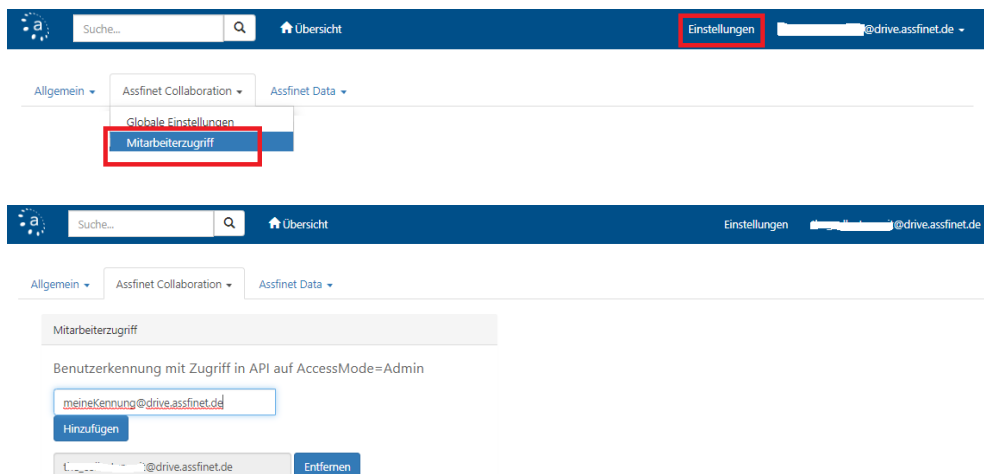 a Suche... Übersicht Einstellungen @drive.assfinet.de
Allgemein Assfinet Collaboration Assfinet Data
Globale Einstellungen
Mitarbeiterzugriff
a Suche... Übersicht Einstellungen @drive.assfinet.de
Allgemein Assfinet Collaboration Assfinet Data
Mitarbeiterzugriff
Benutzerkennung mit Zugriff in API auf AccessMode=Admin
meineKennung@drive.assfinet.de
Hinzufügen
@drive.assfinet.de Entfernen